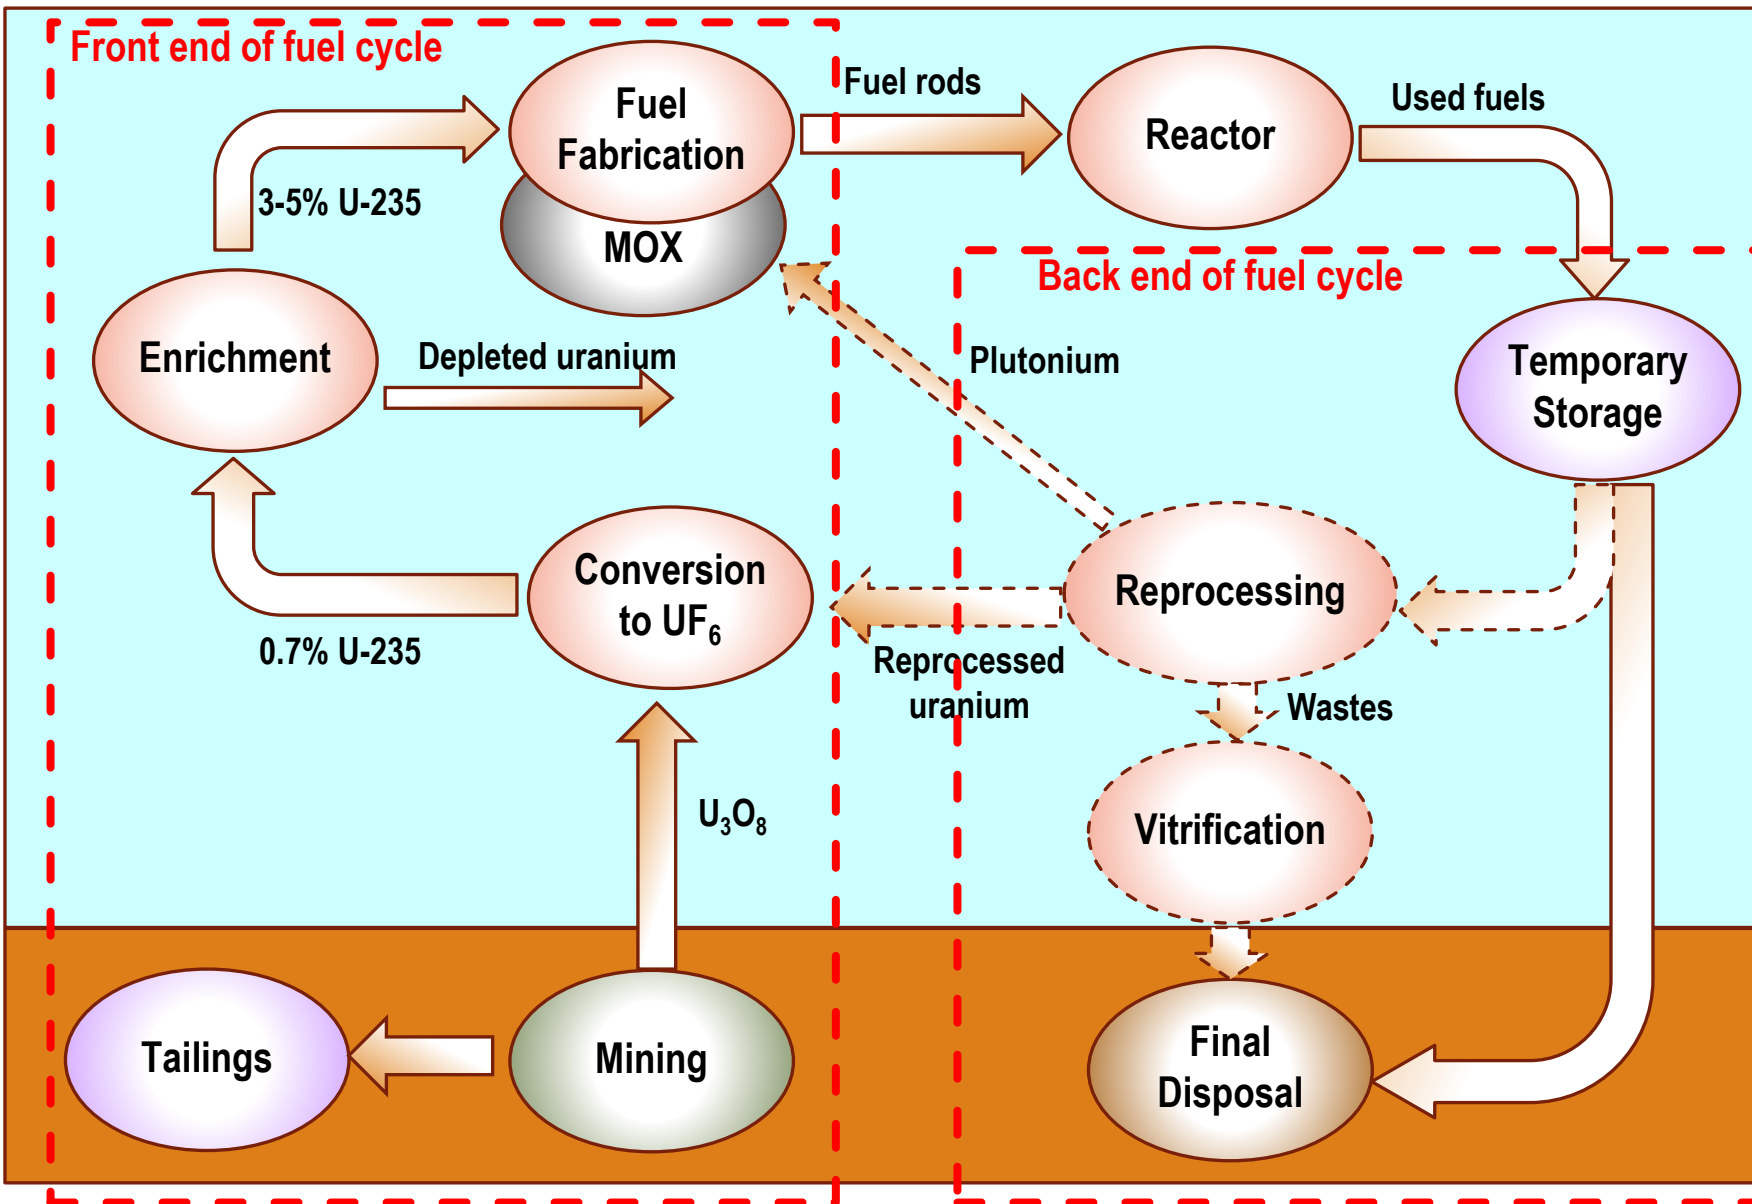 Front end of fuel cycle
Fuel
Fabrication
MOX
Fuel rods
Reactor
Used fuels
3-5% U-235
Back end of fuel cycle
Enrichment
Depleted uranium
Plutonium
Temporary
Storage
Conversion
to UF₆
0.7% U-235
Reprocessing
Reprocessed
uranium
Wastes
U₃O₈
Vitrification
Tailings
Mining
Final
Disposal